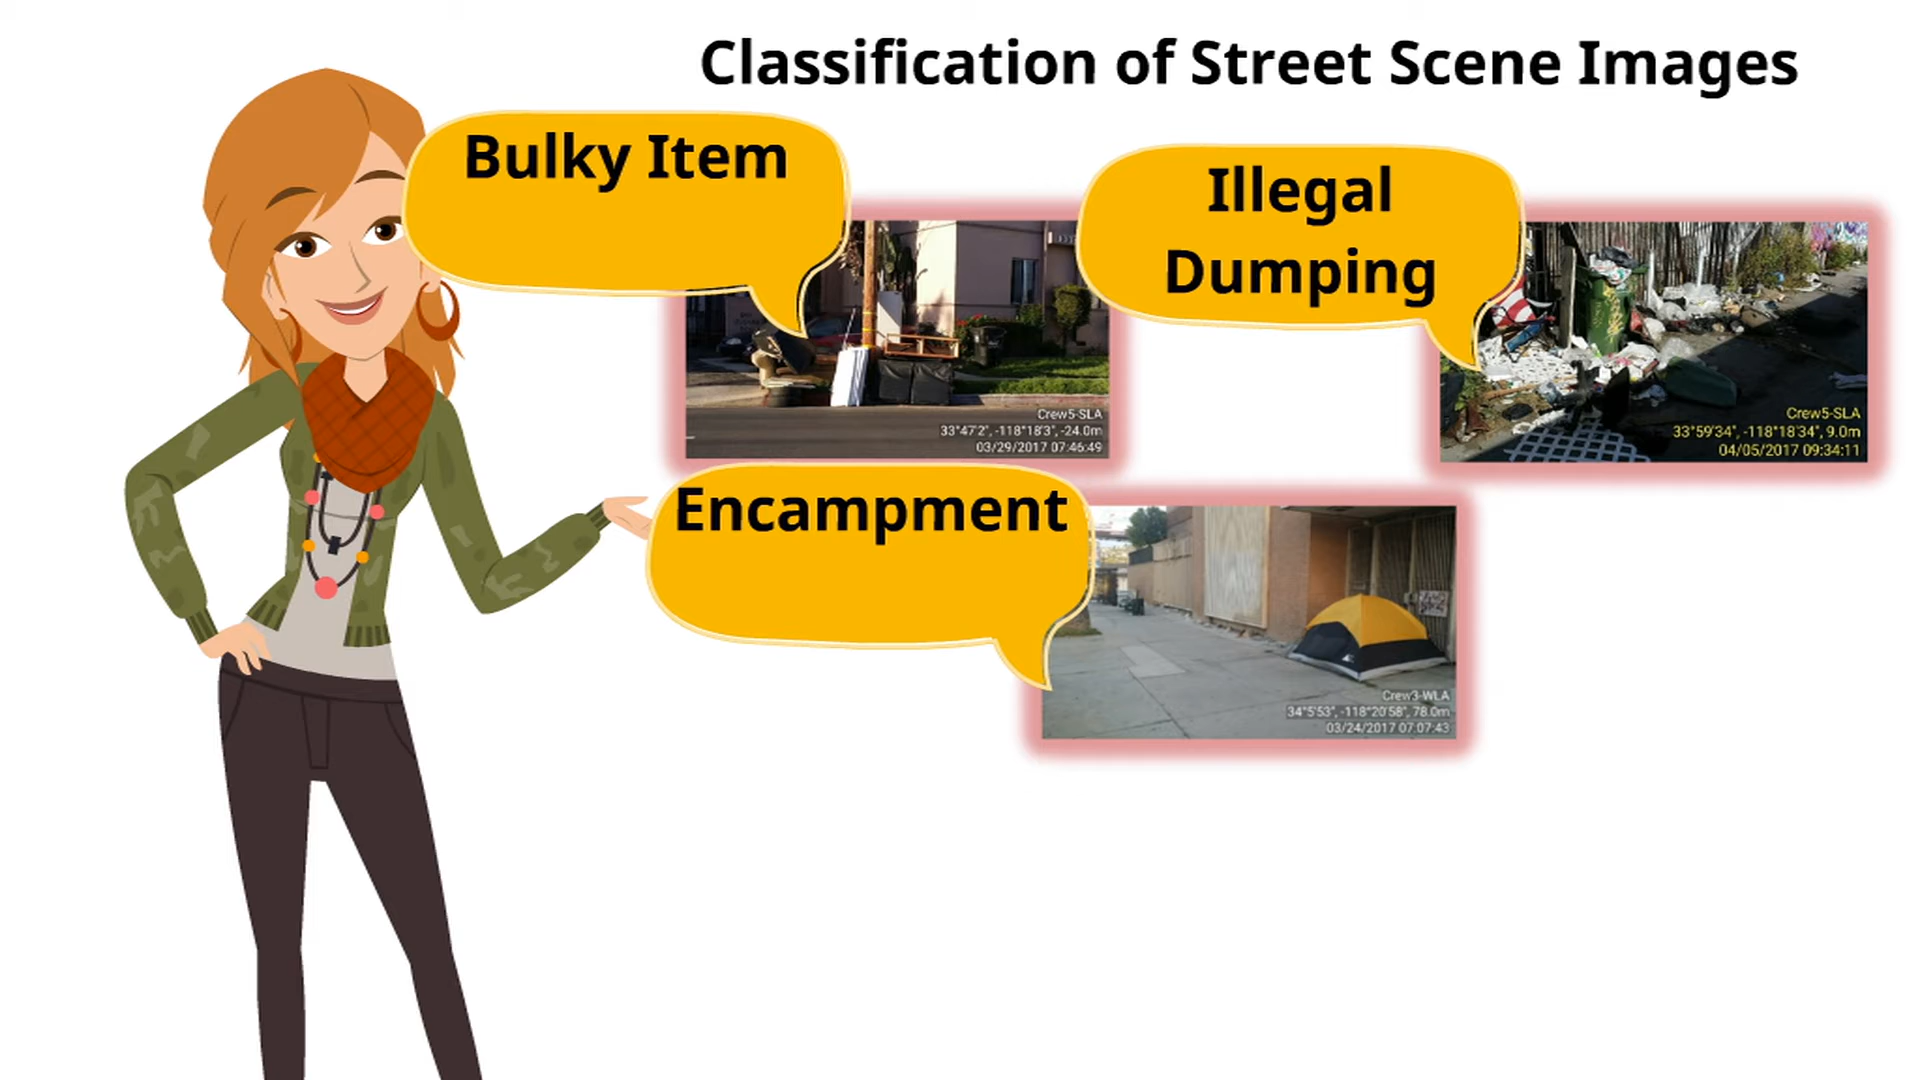 Classification of Street Scene Images
Bulky Item
Illegal
Dumping
Crew5-SLA
33°47'2", -118°18'3", -24.0m
03/29/2017 07:46:49
Crew5-SLA
33°59'34", -118°18'34", 9.0m
04/05/2017 09:34:11
Encampment
Crew3-WLA
34°5'53", -118°20'58", 78.0m
03/24/2017 07:07:43